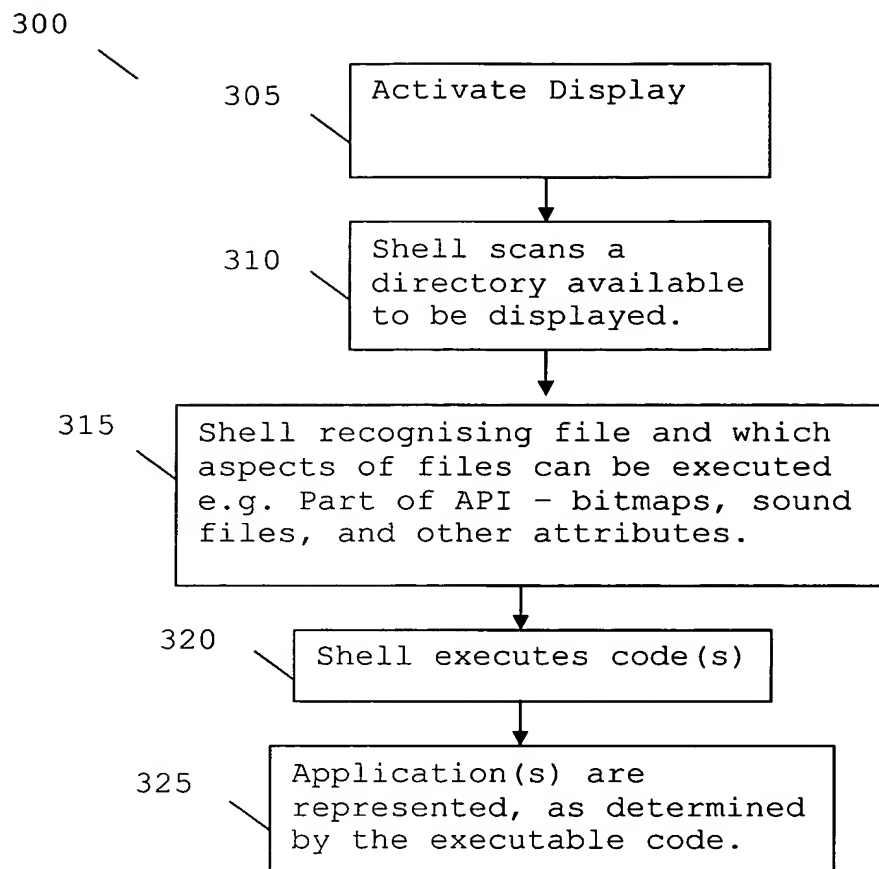 300
305
Activate Display
310
Shell scans a
directory available
to be displayed.
315
Shell recognising file and which
aspects of files can be executed
e.g. Part of API – bitmaps, sound
files, and other attributes.
320
Shell executes code(s)
325
Application(s) are
represented, as determined
by the executable code.